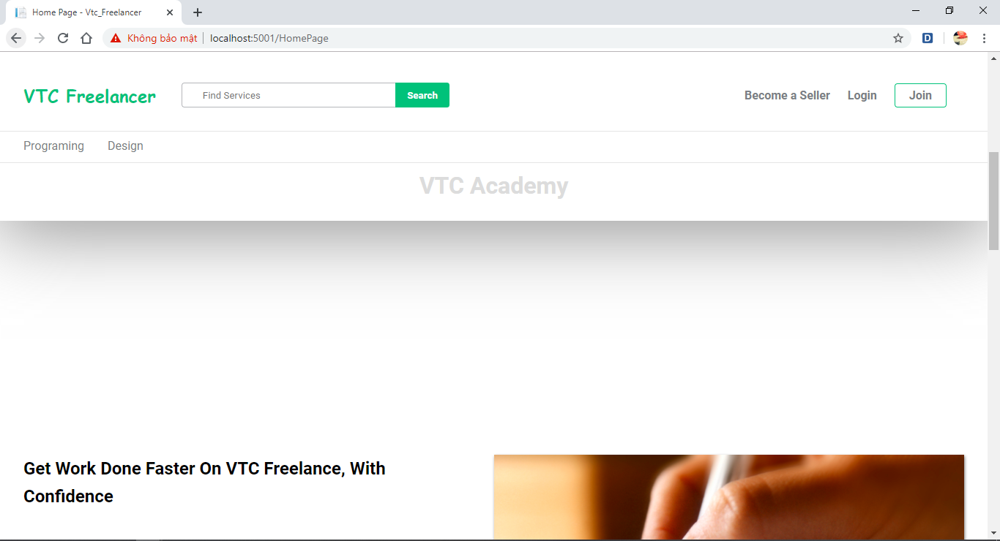 Home Page - Vtc_Freelancer
Không bảo mật localhost:5001/HomePage
VTC Freelancer
Find Services
Search
Become a Seller
Login
Join
Programing
Design
VTC Academy
Get Work Done Faster On VTC Freelance, With
Confidence